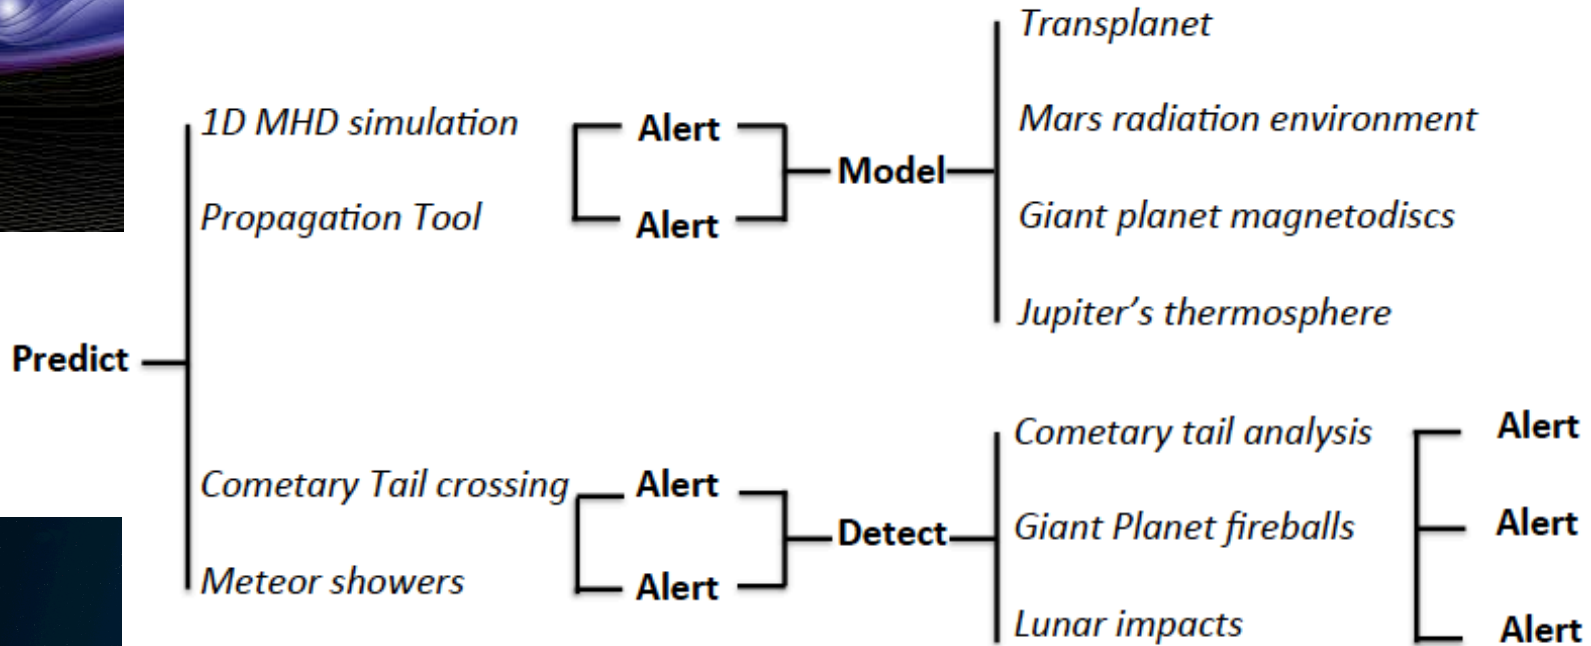 Transplanet
1D MHD simulation
Alert
Mars radiation environment
Model
Propagation Tool
Alert
Giant planet magnetodiscs
Jupiter’s thermosphere
Predict
Cometary tail analysis
Alert
Cometary Tail crossing
Alert
Detect
Giant Planet fireballs
Alert
Meteor showers
Alert
Lunar impacts
Alert